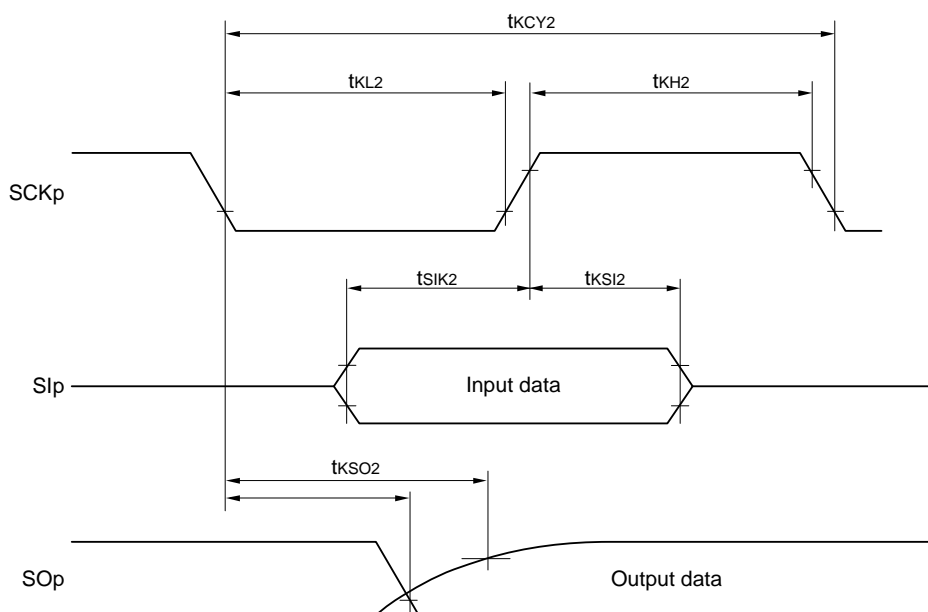 tKCY2
tKL2
tKH2
SCKp
tSIK2
tKSI2
SIp
Input data
tKSO2
SOp
Output data